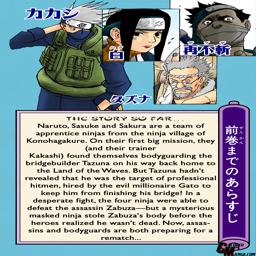 カカシ
白
再不斬
タズナ
THE STORY SO FAR...
Naruto, Sasuke and Sakura are a team
of apprentice ninjas from the ninja village of
Konohagakure. On their first big mission, they
(and their trainer
Kakashi) found themselves bodyguarding the
bridgebuilder Tazuna on his way back home to
the Land of the Waves. But Tazuna hadn't
revealed that he was the target of professional
hitmen, hired by the evil millionaire Gato to
keep him from finishing his bridge! In a
desperate fight, the four ninja were able to
defeat the assassin Zabuza—but a mysterious
masked ninja stole Zabuza's body before the
heroes realized he wasn't dead. Now, assas-
sins and bodyguards are both preparing for a
rematch...
前巻までのあらすじ
ぜんかん